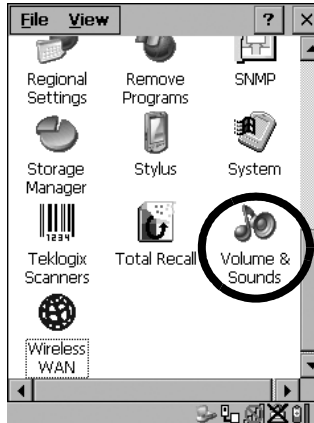 File View ? ×
Regional Settings
Remove Programs
SNMP
Storage Manager
Stylus
System
1234
Teklogix Scanners
Total Recall
Volume & Sounds
Wireless WAN